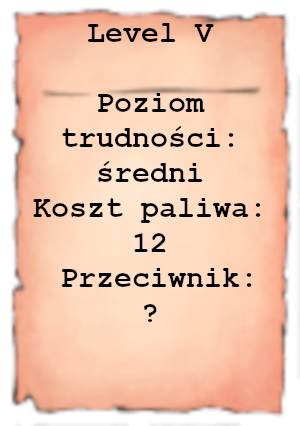 Level V
Poziom
trudności:
średni
Koszt paliwa:
12
Przeciwnik:
?